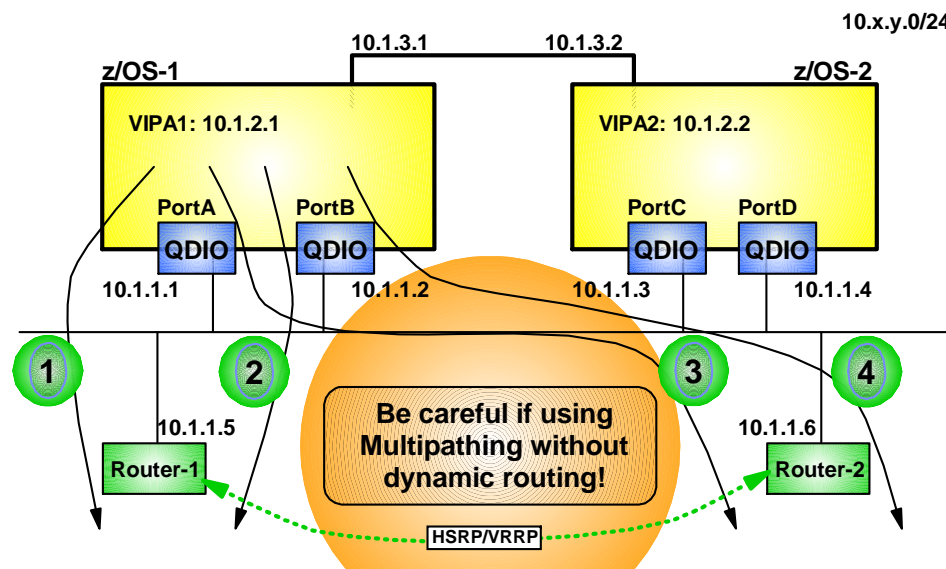 10.x.y.0/24
10.1.3.1
10.1.3.2
z/OS-1
z/OS-2
VIPA1: 10.1.2.1
VIPA2: 10.1.2.2
PortA
PortB
PortC
PortD
QDIO
QDIO
QDIO
QDIO
10.1.1.1
10.1.1.2
10.1.1.3
10.1.1.4
1
2
3
4
Be careful if using
Multipathing without
dynamic routing!
10.1.1.5
10.1.1.6
Router-1
Router-2
HSRP/VRRP